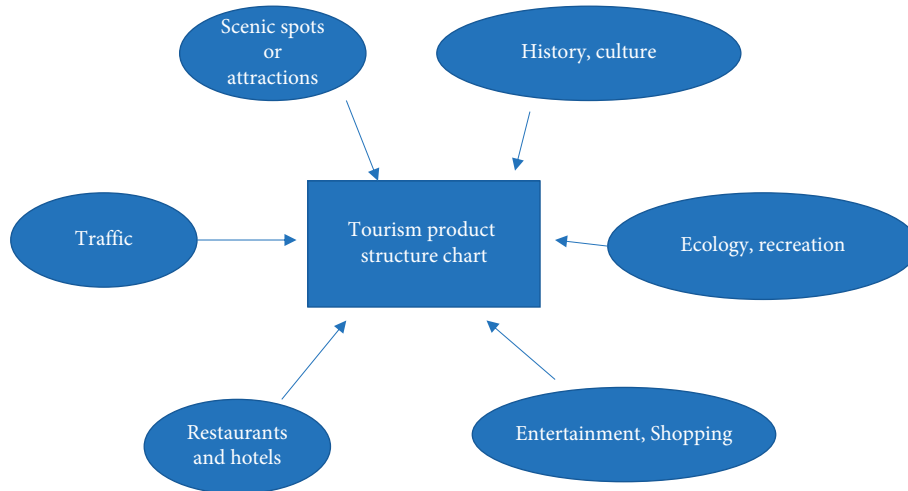 Scenic spots
or
attractions
History, culture
Traffic
Tourism product
structure chart
Ecology, recreation
Restaurants
and hotels
Entertainment, Shopping